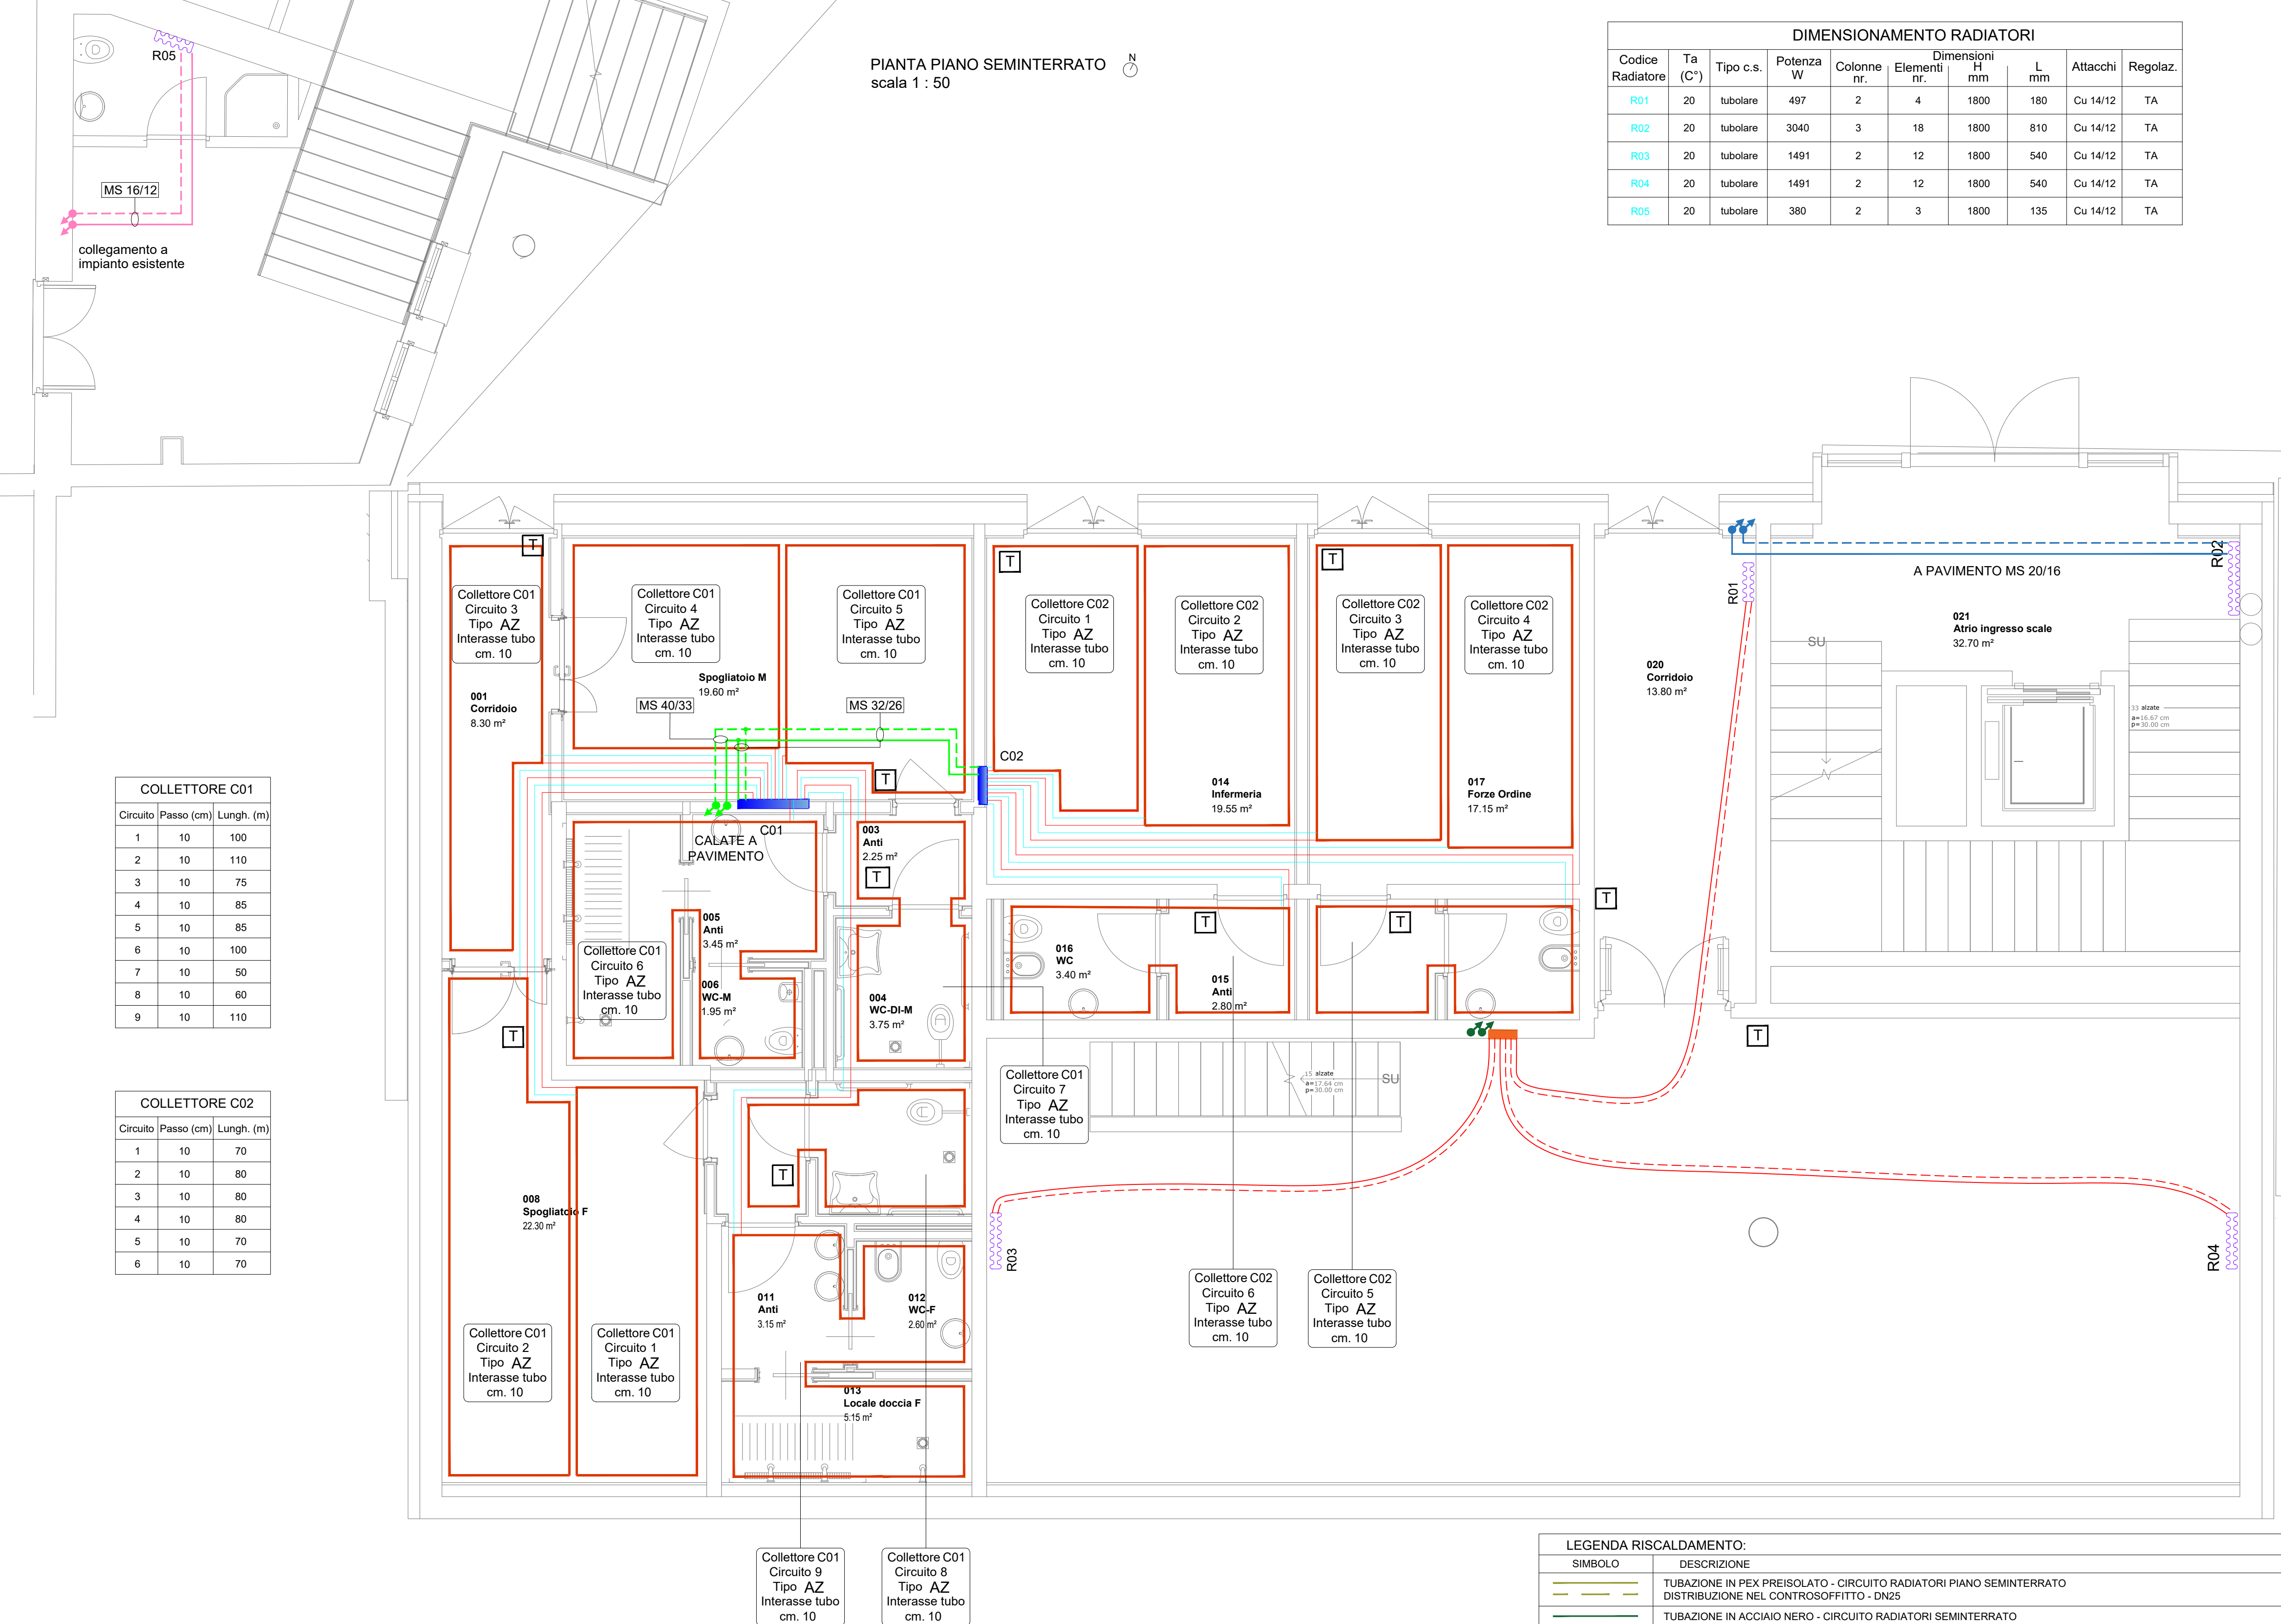 PIANTA PIANO SEMINTERRATO
scala 1 : 50
N
R05
MS 16/12
collegamento a
impianto esistente
DIMENSIONAMENTO RADIATORI
Codice Radiatore Ta (C°) Tipo c.s. Potenza W Dimensioni Colonne nr. Elementi nr. H mm L mm Attacchi Regolaz.
R01 20 tubolare 497 2 4 1800 180 Cu 14/12 TA
R02 20 tubolare 3040 3 18 1800 810 Cu 14/12 TA
R03 20 tubolare 1491 2 12 1800 540 Cu 14/12 TA
R04 20 tubolare 1491 2 12 1800 540 Cu 14/12 TA
R05 20 tubolare 380 2 3 1800 135 Cu 14/12 TA
T
Collettore C01
Circuito 3
Tipo AZ
Interasse tubo
cm. 10
001
Corridoio
8.30 m²
Collettore C01
Circuito 4
Tipo AZ
Interasse tubo
cm. 10
Spogliatoio M
19.60 m²
MS 40/33
Collettore C01
Circuito 5
Tipo AZ
Interasse tubo
cm. 10
MS 32/26
T
C02
T
Collettore C02
Circuito 1
Tipo AZ
Interasse tubo
cm. 10
Collettore C02
Circuito 2
Tipo AZ
Interasse tubo
cm. 10
014
Infermeria
19.55 m²
T
Collettore C02
Circuito 3
Tipo AZ
Interasse tubo
cm. 10
Collettore C02
Circuito 4
Tipo AZ
Interasse tubo
cm. 10
017
Forze Ordine
17.15 m²
R01
020
Corridoio
13.80 m²
R02
A PAVIMENTO MS 20/16
021
Atrio ingresso scale
32.70 m²
SU
33 alzate
a=16.67 cm
p=30.00 cm
COLLETTORE C01
Circuito Passo (cm) Lungh. (m)
1 10 100
2 10 110
3 10 75
4 10 85
5 10 85
6 10 100
7 10 50
8 10 60
9 10 110
COLLETTORE C02
Circuito Passo (cm) Lungh. (m)
1 10 70
2 10 80
3 10 80
4 10 80
5 10 70
6 10 70
C01
CALATE A
PAVIMENTO
003
Anti
2.25 m²
T
005
Anti
3.45 m²
Collettore C01
Circuito 6
Tipo AZ
Interasse tubo
cm. 10
006
WC-M
1.95 m²
004
WC-DI-M
3.75 m²
016
WC
3.40 m²
T
015
Anti
2.80 m²
T
T
T
T
Collettore C01
Circuito 7
Tipo AZ
Interasse tubo
cm. 10
15 alzate
a=17.64 cm
p=30.00 cm
SU
008
Spogliatoio F
22.30 m²
T
R03
R04
Collettore C02
Circuito 6
Tipo AZ
Interasse tubo
cm. 10
Collettore C02
Circuito 5
Tipo AZ
Interasse tubo
cm. 10
011
Anti
3.15 m²
012
WC-F
2.60 m²
Collettore C01
Circuito 2
Tipo AZ
Interasse tubo
cm. 10
Collettore C01
Circuito 1
Tipo AZ
Interasse tubo
cm. 10
013
Locale doccia F
5.15 m²
Collettore C01
Circuito 9
Tipo AZ
Interasse tubo
cm. 10
Collettore C01
Circuito 8
Tipo AZ
Interasse tubo
cm. 10
LEGENDA RISCALDAMENTO:
SIMBOLO DESCRIZIONE
TUBAZIONE IN PEX PREISOLATO - CIRCUITO RADIATORI PIANO SEMINTERRATO
DISTRIBUZIONE NEL CONTROSOFFITTO - DN25
TUBAZIONE IN ACCIAIO NERO - CIRCUITO RADIATORI SEMINTERRATO